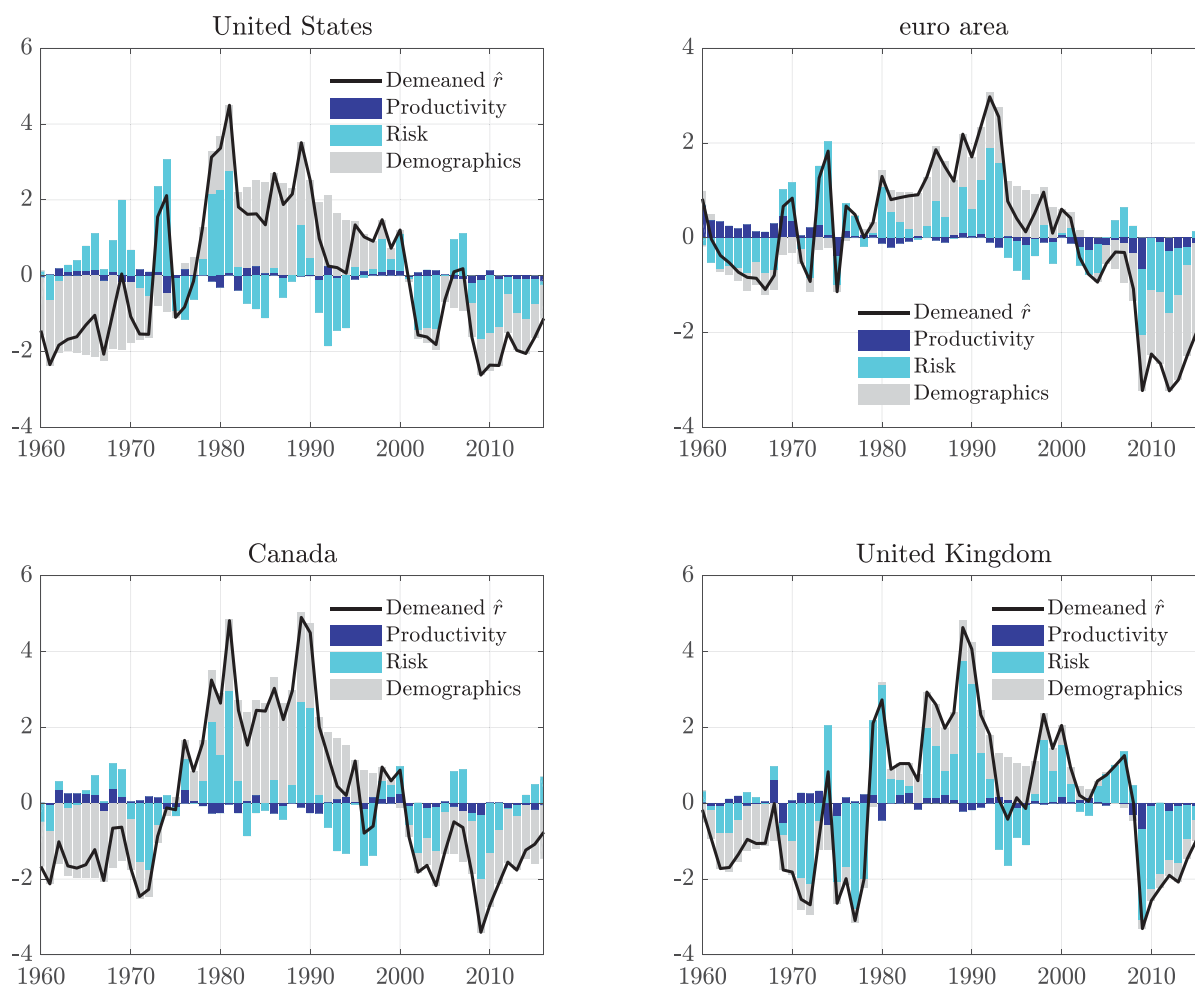 United States
6
4
2
0
-2
-4
1960 1970 1980 1990 2000 2010
Demeaned r̂
Productivity
Risk
Demographics
euro area
4
2
0
-2
-4
1960 1970 1980 1990 2000 2010
Demeaned r̂
Productivity
Risk
Demographics
Canada
6
4
2
0
-2
-4
1960 1970 1980 1990 2000 2010
Demeaned r̂
Productivity
Risk
Demographics
United Kingdom
6
4
2
0
-2
-4
1960 1970 1980 1990 2000 2010
Demeaned r̂
Productivity
Risk
Demographics